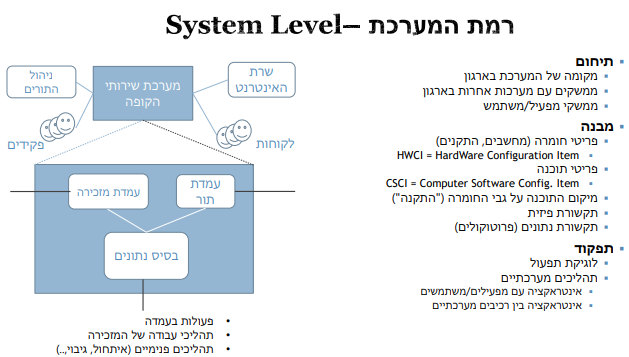 רמת המערכת – System Level
תיחום
מקומה של המערכת בארגון
ממשקים עם מערכות אחרות בארגון
ממשקי מפעיל/משתמש
מבנה
פריטי חומרה (מחשבים, התקנים)
HWCI = HardWare Configuration Item
פריטי תוכנה
CSCI = Computer Software Config. Item
מיקום התוכנה על גבי החומרה ("התקנה")
תקשורת פיזית
תקשורת נתונים (פרוטוקולים)
תפקוד
לוגיקת תפעול
תהליכים מערכתיים
אינטראקציה עם מפעילים/משתמשים
אינטראקציה בין רכיבים מערכתיים
שרת
האינטרנט
מערכת שירותי
הקופה
ניהול
התורים
לקוחות
פקידים
עמדת
תור
עמדת מזכירה
בסיס נתונים
פעולות בעמדה
תהליכי עבודה של המזכירה
תהליכים פנימיים (איתחול, גיבוי,..)